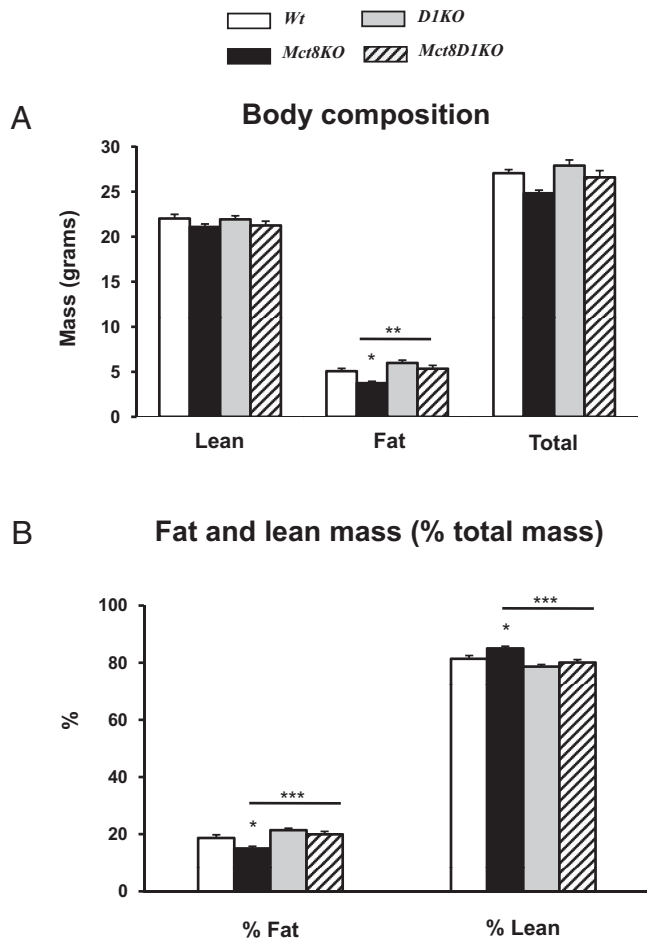 Wt D1KO
Mct8KO Mct8D1KO
A Body composition
30
25
20
15
10
5
0
Mass (grams)
**
*
Lean Fat Total
B Fat and lean mass (% total mass)
100
80
60
40
20
0
%
***
*
***
*
% Fat % Lean